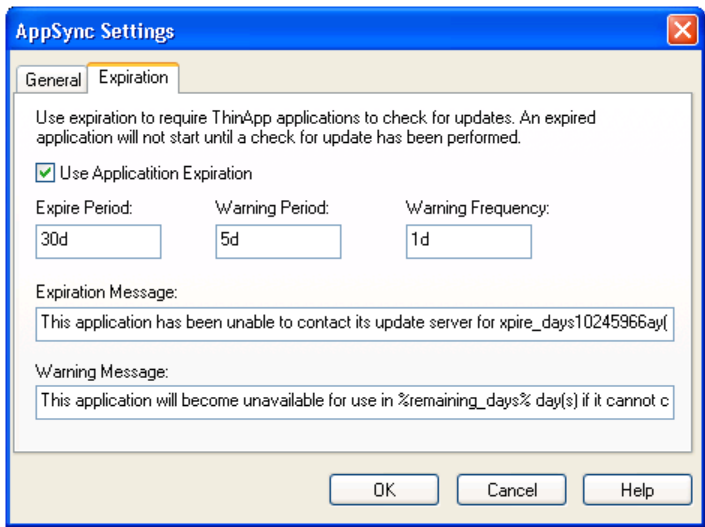 AppSync Settings
General Expiration
Use expiration to require ThinApp applications to check for updates. An expired
application will not start until a check for update has been performed.
Use Applicatition Expiration
Expire Period: Warning Period: Warning Frequency:
30d 5d 1d
Expiration Message:
This application has been unable to contact its update server for xpire_days10245966ay(
Warning Message:
This application will become unavailable for use in %remaining_days% day(s) if it cannot c
OK Cancel Help